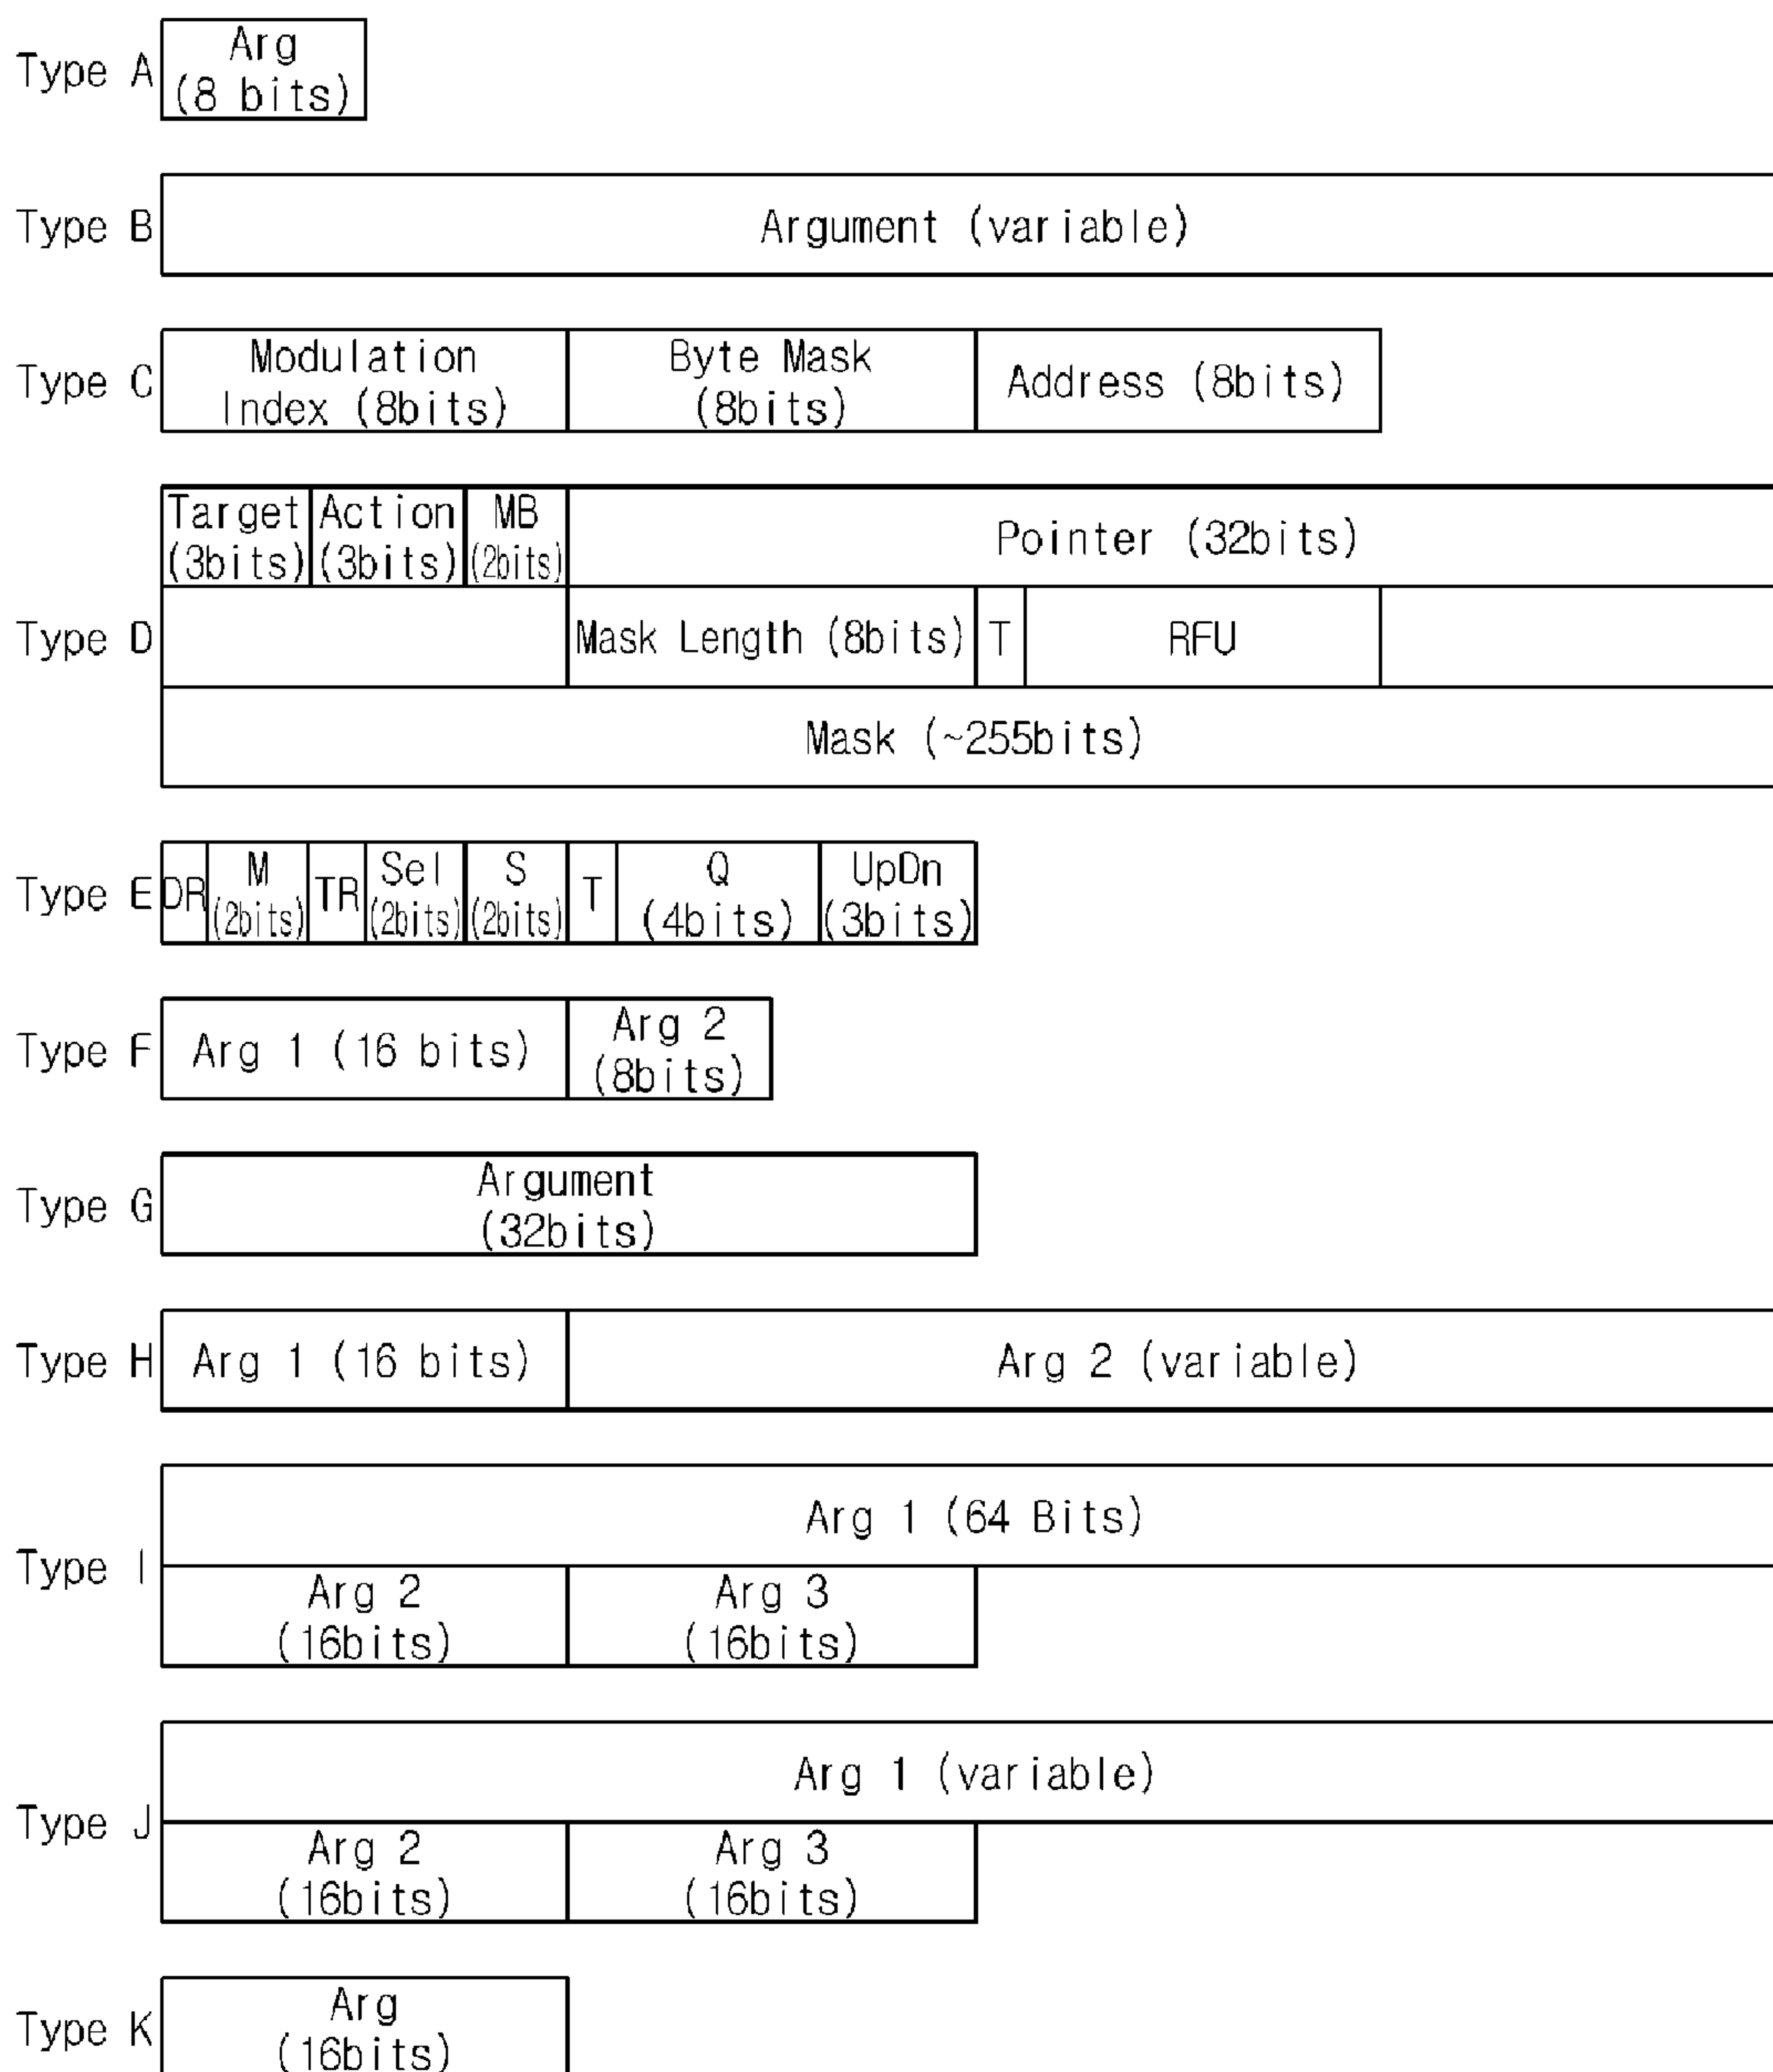 Type A
Arg
(8 bits)
Type B
Argument (variable)
Type C
Modulation
Index (8bits)
Byte Mask
(8bits)
Address (8bits)
Type D
Target
(3bits)
Action
(3bits)
MB
(2bits)
Pointer (32bits)
Mask Length (8bits)
T
RFU
Mask (~255bits)
Type E
DR
M
(2bits)
TR
Sel
(2bits)
S
(2bits)
T
Q
(4bits)
UpDn
(3bits)
Type F
Arg 1 (16 bits)
Arg 2
(8bits)
Type G
Argument
(32bits)
Type H
Arg 1 (16 bits)
Arg 2 (variable)
Type I
Arg 1 (64 Bits)
Arg 2
(16bits)
Arg 3
(16bits)
Type J
Arg 1 (variable)
Arg 2
(16bits)
Arg 3
(16bits)
Type K
Arg
(16bits)